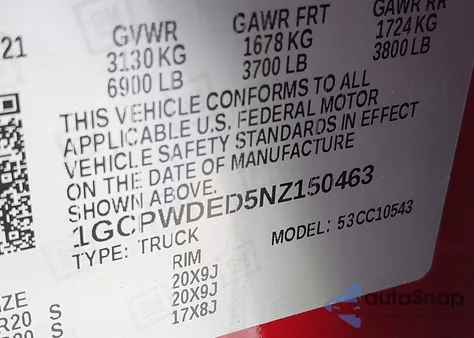 21 GVWR GAWR FRT GAWR RR
3130 KG 1678 KG 1724 KG
6900 LB 3700 LB 3800 LB
THIS VEHICLE CONFORMS TO ALL
APPLICABLE U.S. FEDERAL MOTOR
VEHICLE SAFETY STANDARDS IN EFFECT
ON THE DATE OF MANUFACTURE
SHOWN ABOVE.
1GCPWDED5NZ150463
TYPE: TRUCK MODEL: 53CC10543
RIM
20X9J
R20 S 20X9J
S 17X8J
autoSnap